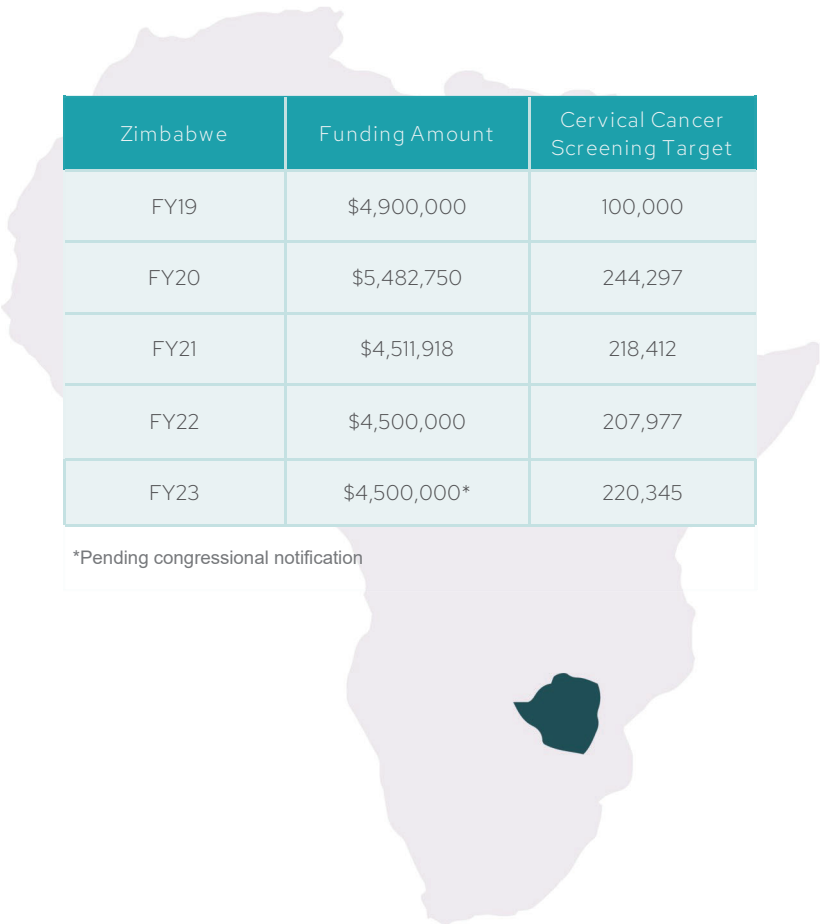 Zimbabwe Funding Amount Cervical Cancer Screening Target
FY19 $4,900,000 100,000
FY20 $5,482,750 244,297
FY21 $4,511,918 218,412
FY22 $4,500,000 207,977
FY23 $4,500,000* 220,345
*Pending congressional notification